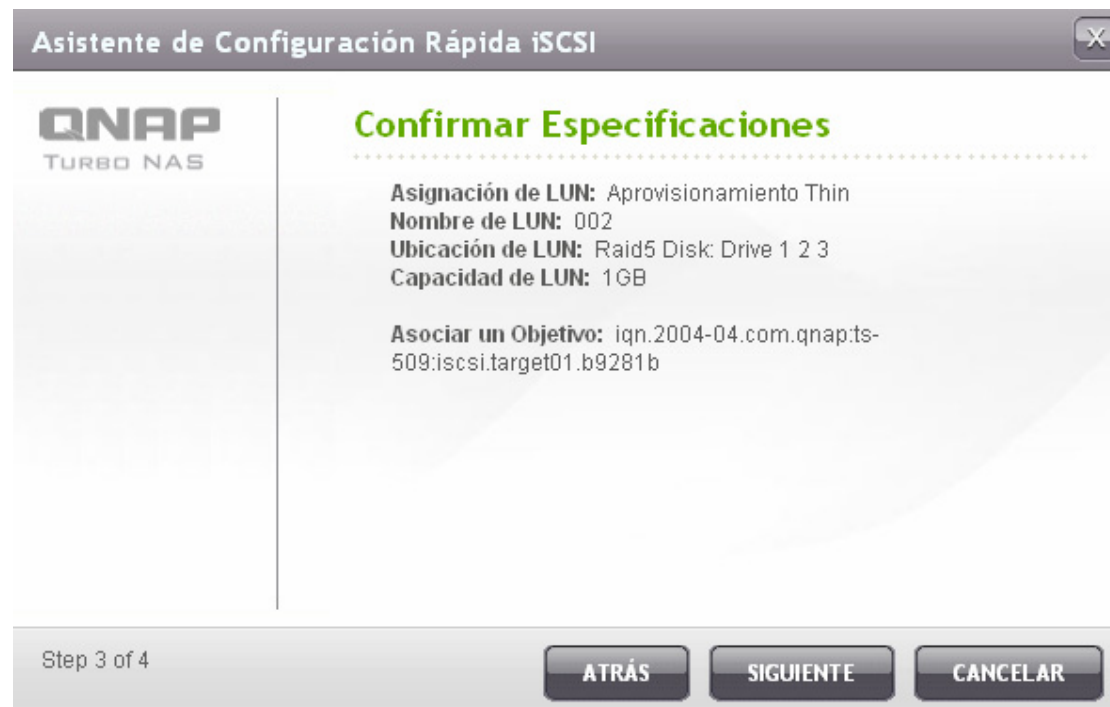 Asistente de Configuración Rápida iSCSI
X
QNAP
TURBO NAS
Confirmar Especificaciones
Asignación de LUN: Aprovisionamiento Thin
Nombre de LUN: 002
Ubicación de LUN: Raid5 Disk: Drive 1 2 3
Capacidad de LUN: 1GB
Asociar un Objetivo: iqn.2004-04.com.qnap:ts-
509:iscsi.target01.b9281b
Step 3 of 4
ATRÁS
SIGUIENTE
CANCELAR